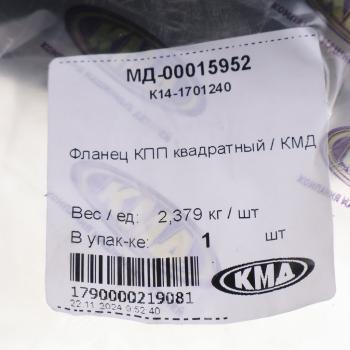 МД-00015952
К14-1701240
Фланец КПП квадратный / КМД
Вес / ед: 2,379 кг / шт
В упак-ке: 1 шт
КМД
1790000219081
22.11.2024 9:52:40